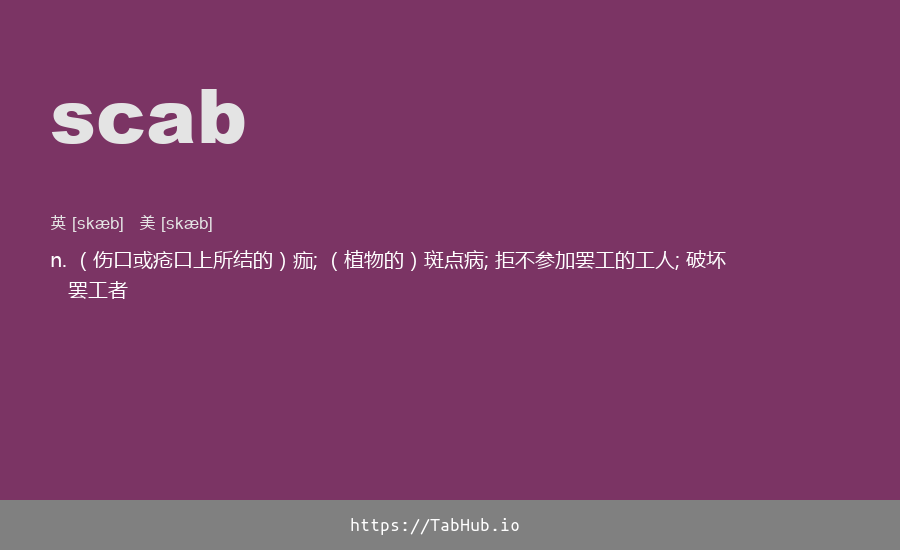 scab
英 [skæb] 美 [skæb]
n. （伤口或疮口上所结的）痂; （植物的）斑点病; 拒不参加罢工的工人; 破坏
罢工者
https://TabHub.io